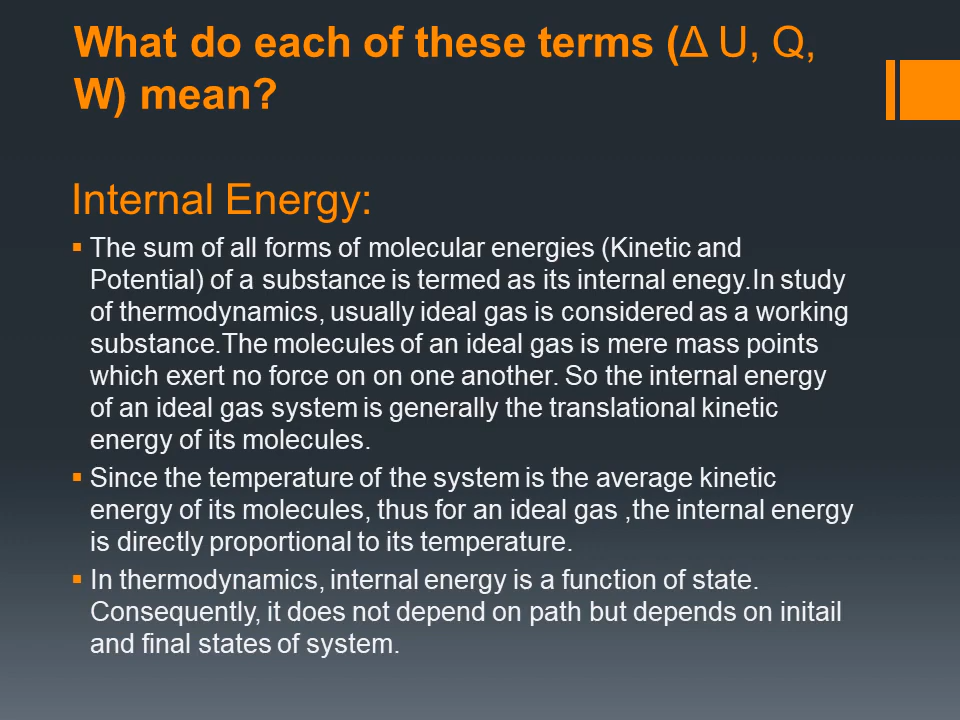 What do each of these terms (Δ U, Q,
W) mean?
Internal Energy:
▪ The sum of all forms of molecular energies (Kinetic and
Potential) of a substance is termed as its internal enegy.In study
of thermodynamics, usually ideal gas is considered as a working
substance.The molecules of an ideal gas is mere mass points
which exert no force on on one another. So the internal energy
of an ideal gas system is generally the translational kinetic
energy of its molecules.
▪ Since the temperature of the system is the average kinetic
energy of its molecules, thus for an ideal gas ,the internal energy
is directly proportional to its temperature.
▪ In thermodynamics, internal energy is a function of state.
Consequently, it does not depend on path but depends on initail
and final states of system.